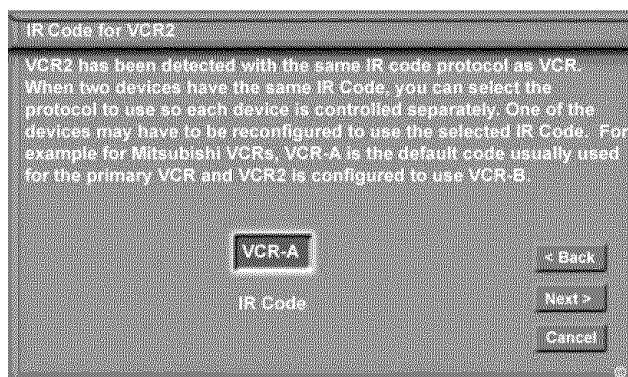 IR Code for VCR2
VCR2 has been detected with the same IR code protocol as VCR.
When two devices have the same IR Code, you can select the
protocol to use so each device is controlled separately. One of the
devices may have to be reconfigured to use the selected IR Code. For
example for Mitsubishi VCRs, VCR-A is the default code usually used
for the primary VCR and VCR2 is configured to use VCR-B.
VCR-A
IR Code
< Back
Next >
Cancel